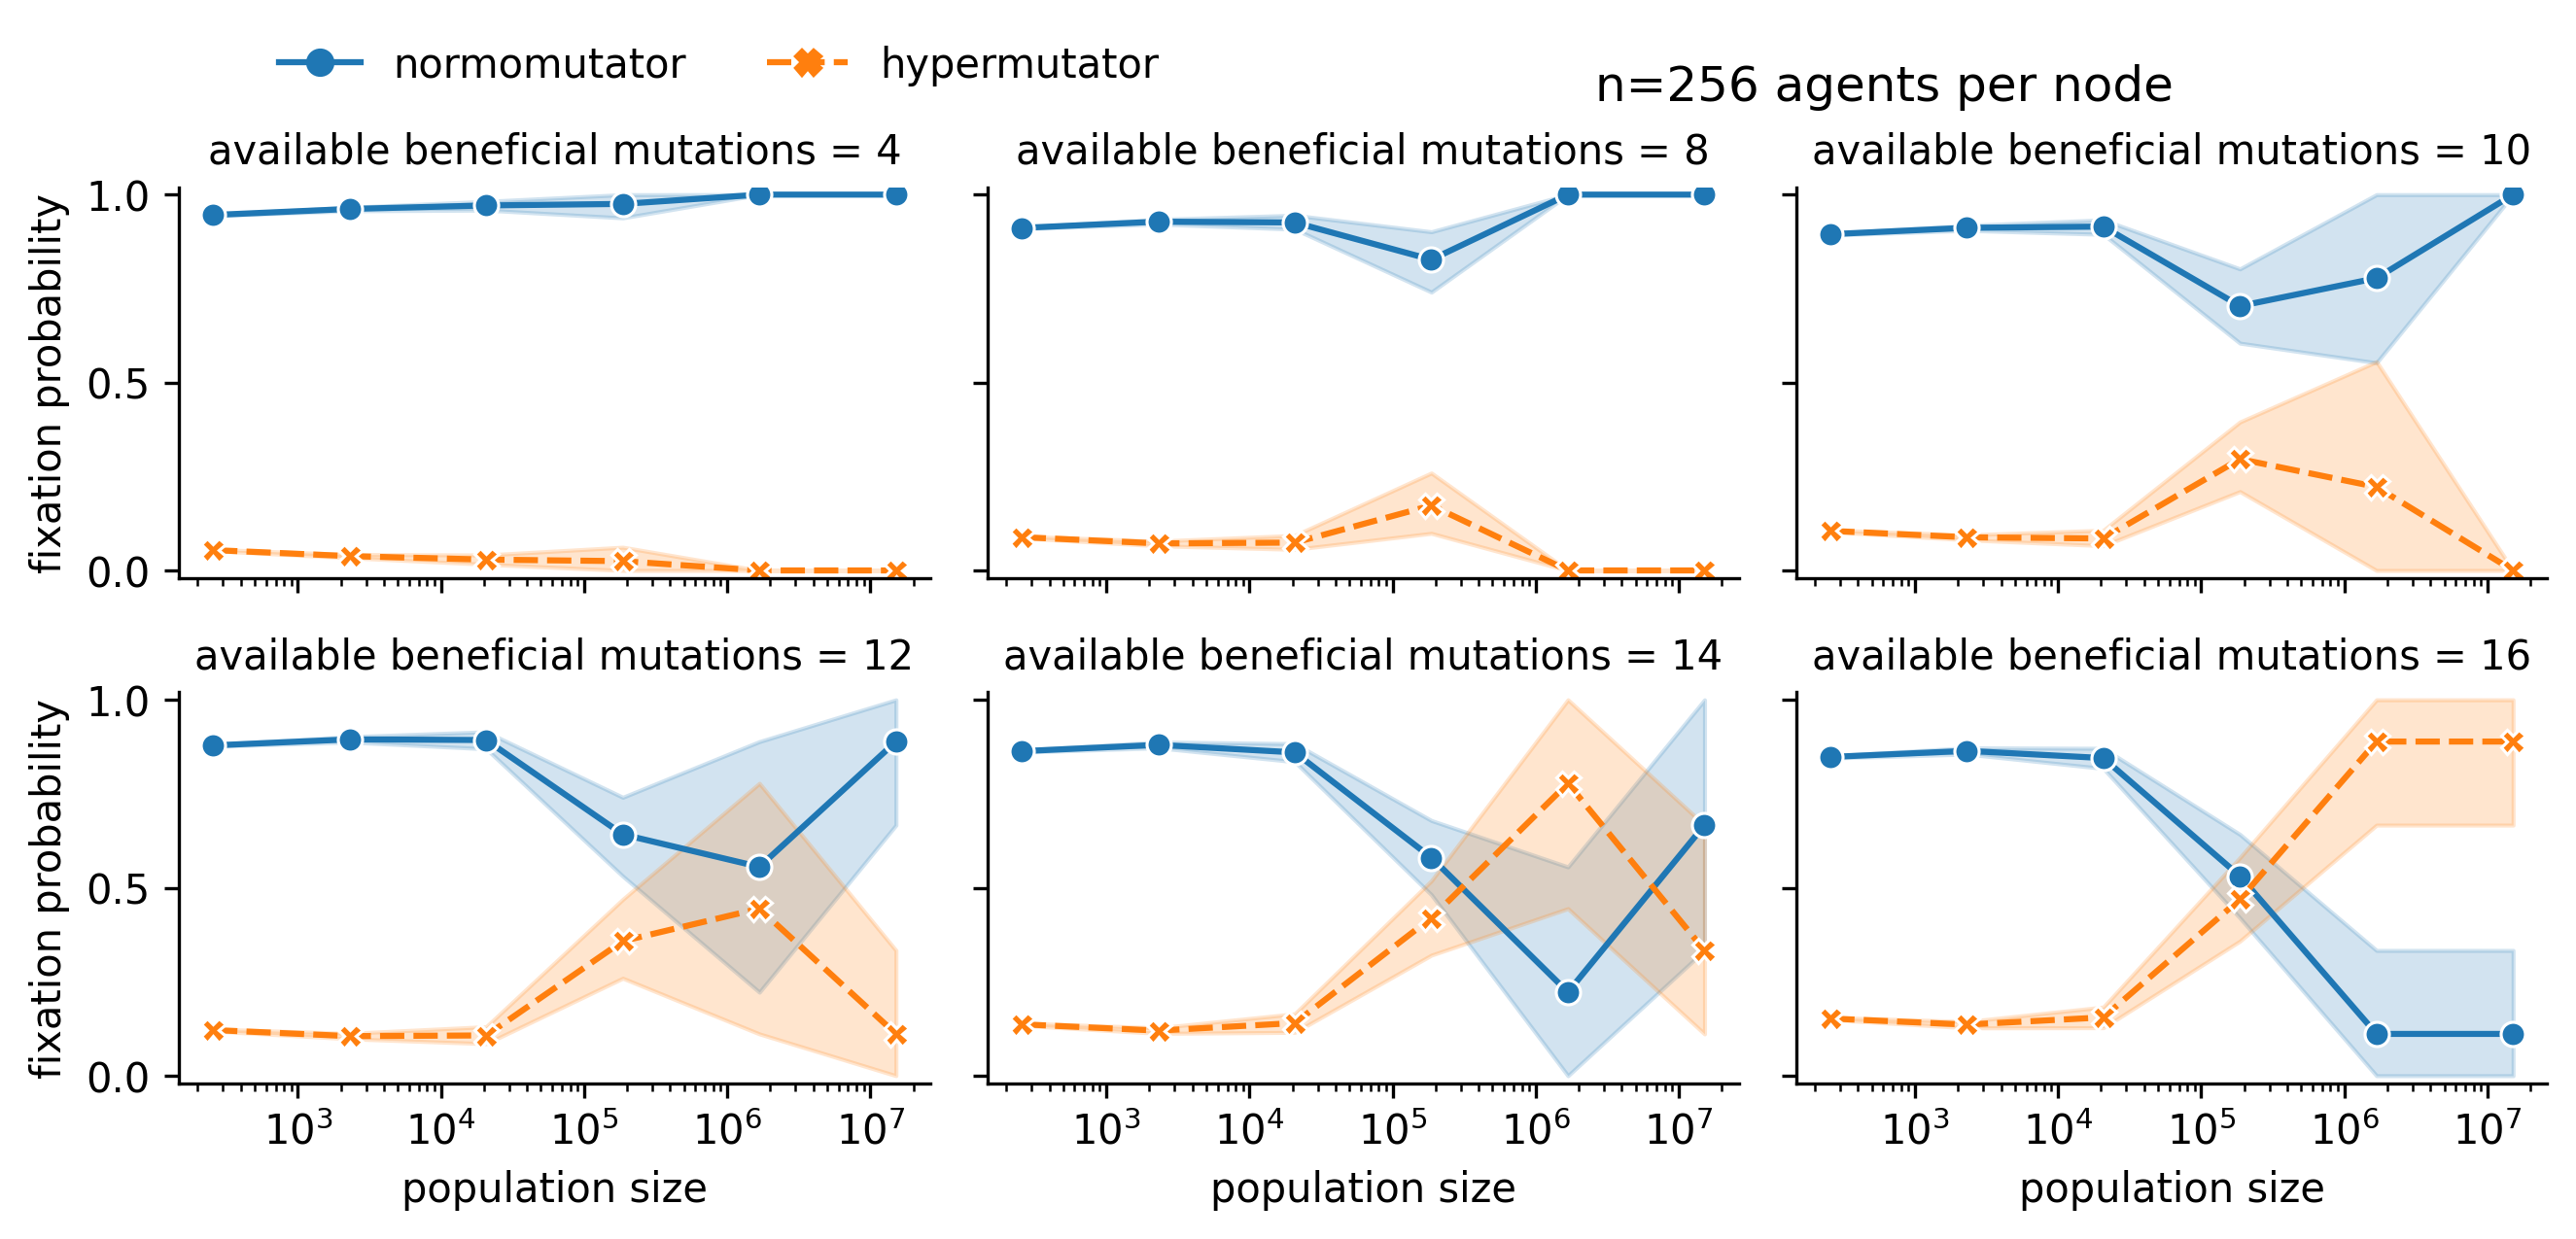 normomutator
hypermutator
n=256 agents per node
available beneficial mutations = 4
available beneficial mutations = 8
available beneficial mutations = 10
fixation probability
1.0
0.5
0.0
available beneficial mutations = 12
available beneficial mutations = 14
available beneficial mutations = 16
fixation probability
1.0
0.5
0.0
10³ 10⁴ 10⁵ 10⁶ 10⁷
10³ 10⁴ 10⁵ 10⁶ 10⁷
10³ 10⁴ 10⁵ 10⁶ 10⁷
population size
population size
population size